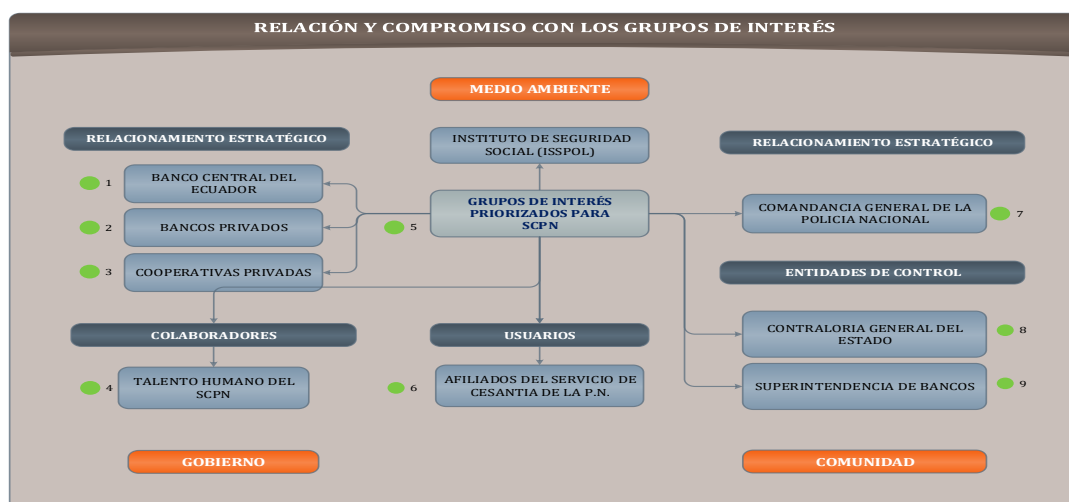 RELACIÓN Y COMPROMISO CON LOS GRUPOS DE INTERÉS
MEDIO AMBIENTE
RELACIONAMIENTO ESTRATÉGICO
1
BANCO CENTRAL DEL
ECUADOR
2
BANCOS PRIVADOS
3
COOPERATIVAS PRIVADAS
INSTITUTO DE SEGURIDAD
SOCIAL (ISSPOL)
GRUPOS DE INTERÉS
PRIORIZADOS PARA
SCPN
5
RELACIONAMIENTO ESTRATÉGICO
COMANDANCIA GENERAL DE LA
POLICIA NACIONAL
7
ENTIDADES DE CONTROL
CONTRALORIA GENERAL DEL
ESTADO
8
SUPERINTENDENCIA DE BANCOS
9
COLABORADORES
4
TALENTO HUMANO DEL
SCPN
USUARIOS
6
AFILIADOS DEL SERVICIO DE
CESANTIA DE LA P.N.
GOBIERNO
COMUNIDAD